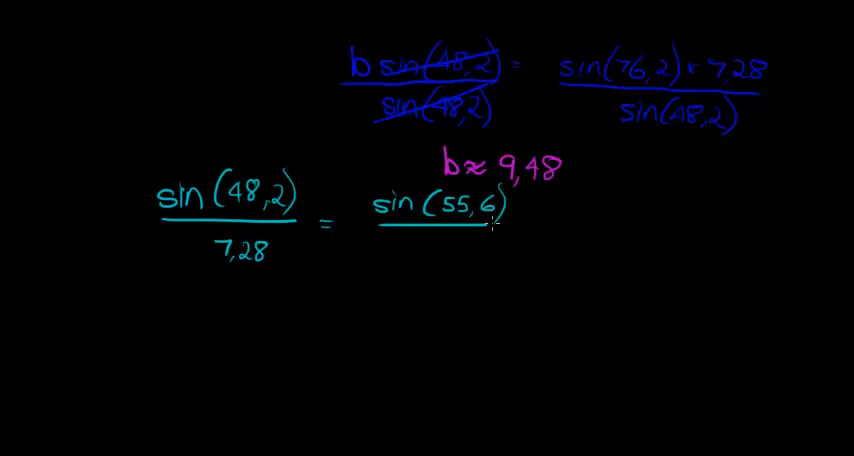 b sin(48,2) = sin(76,2) × 7,28
sin(48,2) sin(48,2)
b ≈ 9,48
sin(48,2) = sin(55,6)
7,28